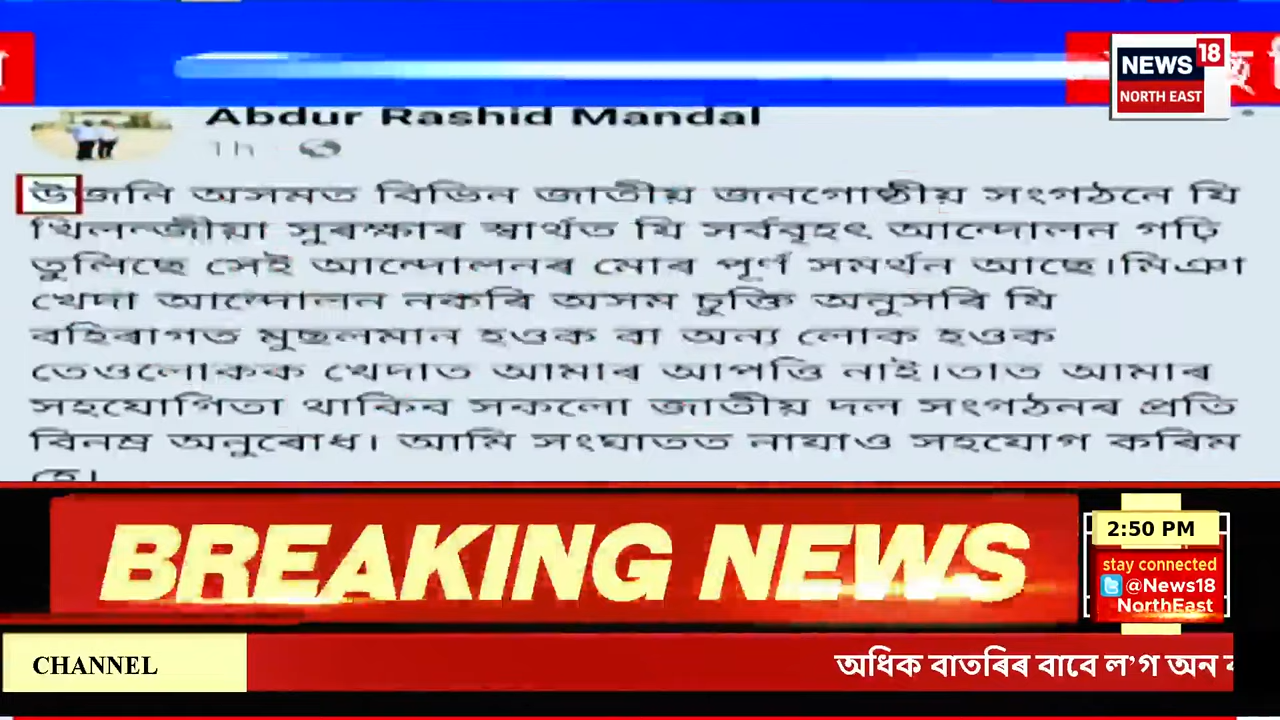 NEWS 18
NORTH EAST
Abdur Rashid Mandal
1h
উজনি অসমত বিভিন জাতীয় জনগোষ্ঠীয় সংগঠনে যি
খিলন্জীয়া সুৰক্ষাৰ স্বাৰ্থত যি সৰ্ববৃহৎ আন্দোলন গঢ়ি
তুলিছে সেই আন্দোলনৰ মোৰ পূৰ্ণ সমৰ্থন আছে।মিঞা
খেদা আন্দোলন নকৰি অসম চুক্তি অনুসৰি যি
বহিৰাগত মুছলমান হওক বা অন্য লোক হওক
তেওলোকক খেদাত আমাৰ আপত্তি নাই।তাত আমাৰ
সহযোগিতা থাকিব সকলো জাতীয় দল সংগঠনৰ প্ৰতি
বিনম্ৰ অনুৰোধ। আমি সংঘাতত নাযাও সহযোগ কৰিম
হে।
BREAKING NEWS
2:50 PM
stay connected
@News18
NorthEast
CHANNEL
অধিক বাতৰিৰ বাবে ল’গ অন